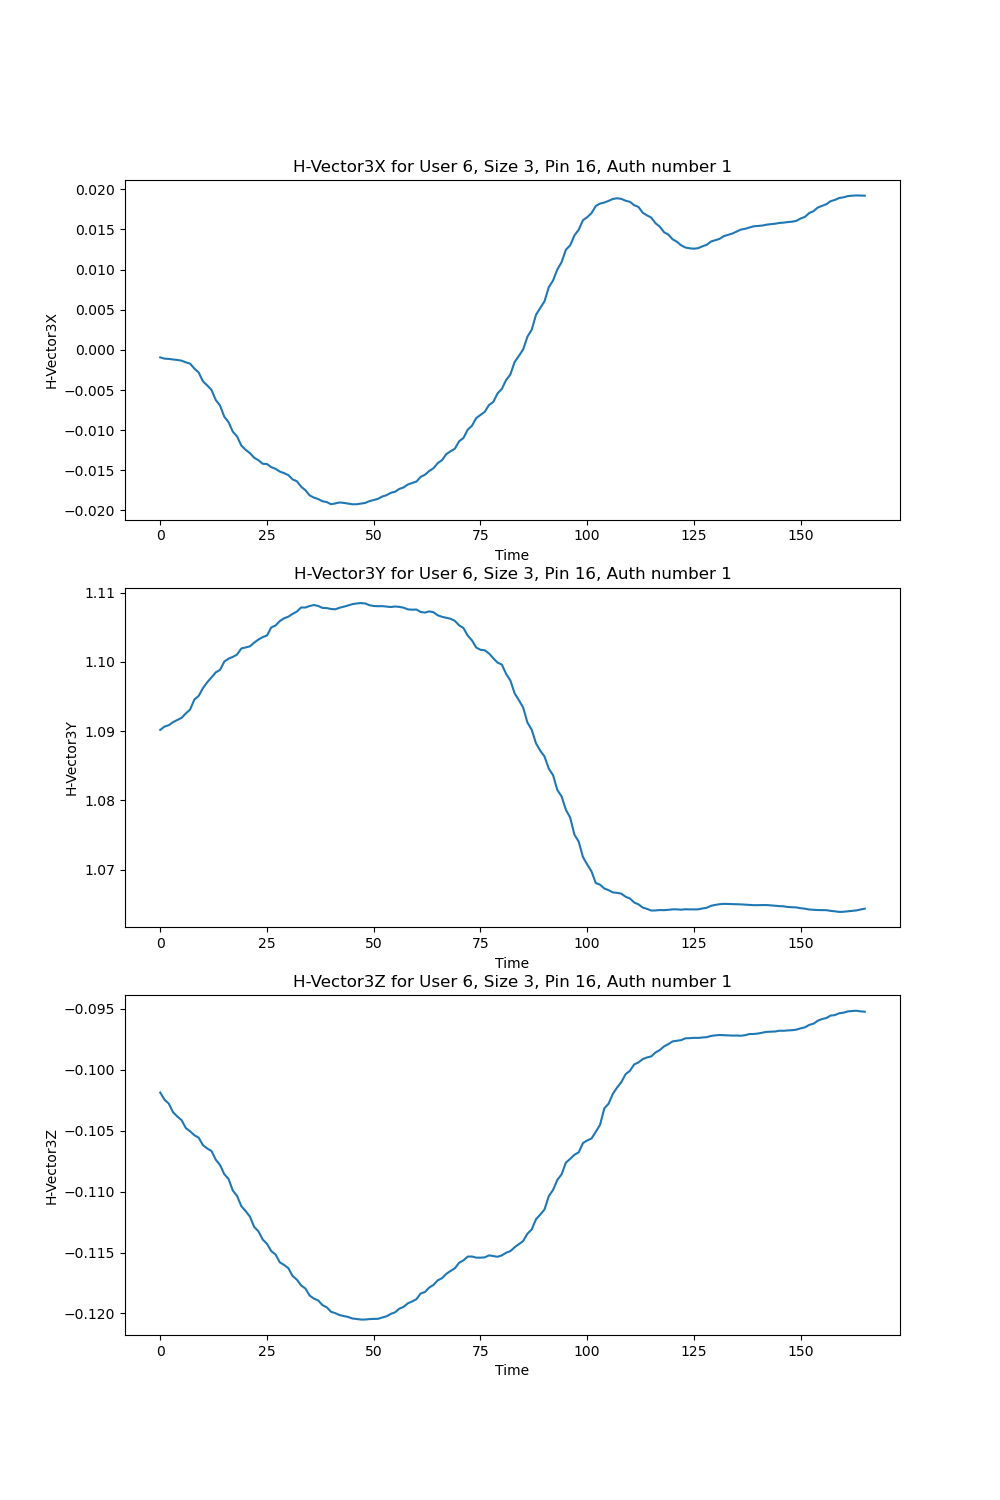 H-Vector3X for User 6, Size 3, Pin 16, Auth number 1
0.020
0.015
0.010
0.005
0.000
−0.005
−0.010
−0.015
−0.020
H-Vector3X
0 25 50 75 100 125 150
Time
H-Vector3Y for User 6, Size 3, Pin 16, Auth number 1
1.11
1.10
1.09
1.08
1.07
H-Vector3Y
0 25 50 75 100 125 150
Time
H-Vector3Z for User 6, Size 3, Pin 16, Auth number 1
−0.095
−0.100
−0.105
−0.110
−0.115
−0.120
H-Vector3Z
0 25 50 75 100 125 150
Time